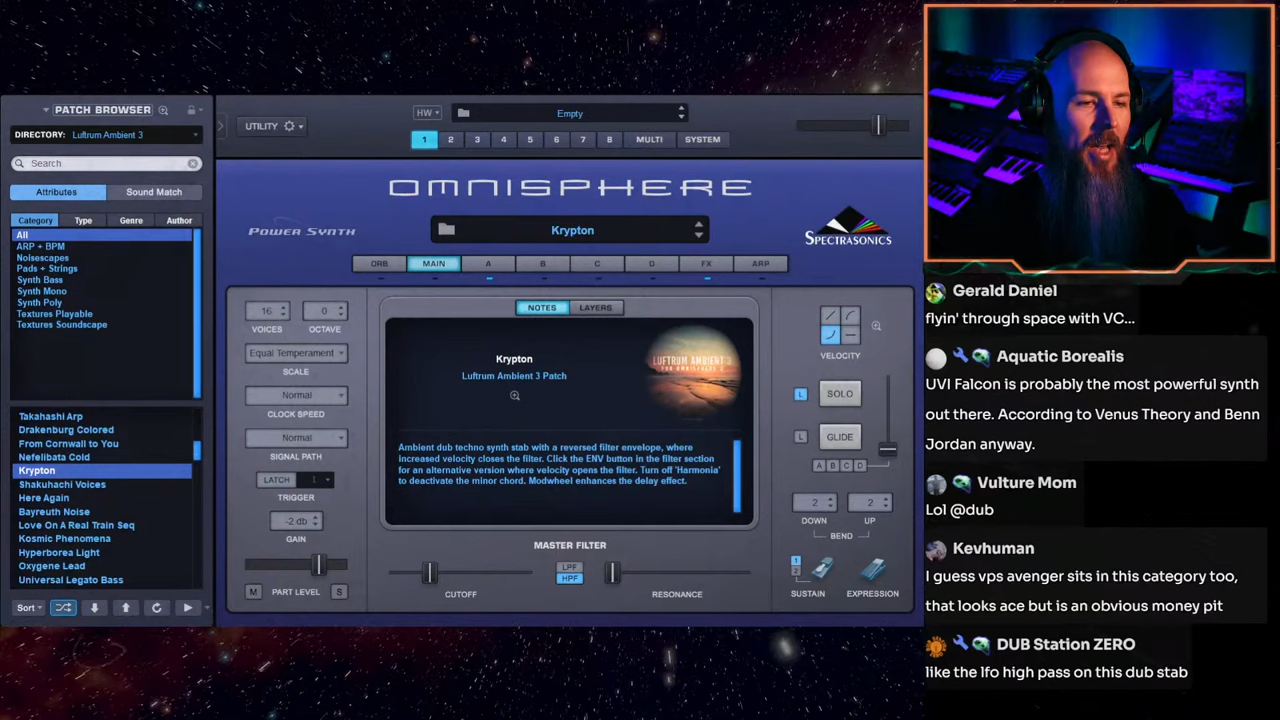 PATCH BROWSER
DIRECTORY: Luftrum Ambient 3
Search
Attributes
Sound Match
Category Type Genre Author
All
ARP + BPM
Noisescapes
Pads + Strings
Synth Bass
Synth Mono
Synth Poly
Textures Playable
Textures Soundscape
Takahashi Arp
Drakenburg Colored
From Cornwall to You
Nefelibata Cold
Krypton
Shakuhachi Voices
Here Again
Bayreuth Noise
Love On A Real Train Seq
Kosmic Phenomena
Hyperborea Light
Oxygene Lead
Universal Legato Bass
Sort
UTILITY
HW
Empty
1 2 3 4 5 6 7 8 MULTI SYSTEM
OMNISPHERE
POWER SYNTH
Krypton
SPECTRASONICS
ORB MAIN A B C D FX ARP
16
VOICES
0
OCTAVE
Equal Temperament
SCALE
Normal
CLOCK SPEED
Normal
SIGNAL PATH
LATCH 1
TRIGGER
-2 db
GAIN
M PART LEVEL S
NOTES LAYERS
Krypton
Luftrum Ambient 3 Patch
LUFTRUM AMBIENT 3
FOR OMNISPHERE 2
Ambient dub techno synth stab with a reversed filter envelope, where
increased velocity closes the filter. Click the ENV button in the filter section
for an alternative version where velocity opens the filter. Turn off 'Harmonia'
to deactivate the minor chord. Modwheel enhances the delay effect.
MASTER FILTER
LPF
HPF
CUTOFF
RESONANCE
VELOCITY
L SOLO
L GLIDE
A B C D
2
DOWN
2
UP
BEND
1
2
SUSTAIN
EXPRESSION
Gerald Daniel
flyin' through space with VC...
Aquatic Borealis
UVI Falcon is probably the most powerful synth
out there. According to Venus Theory and Benn
Jordan anyway.
Vulture Mom
Lol @dub
Kevhuman
I guess vps avenger sits in this category too,
that looks ace but is an obvious money pit
DUB Station ZERO
like the lfo high pass on this dub stab